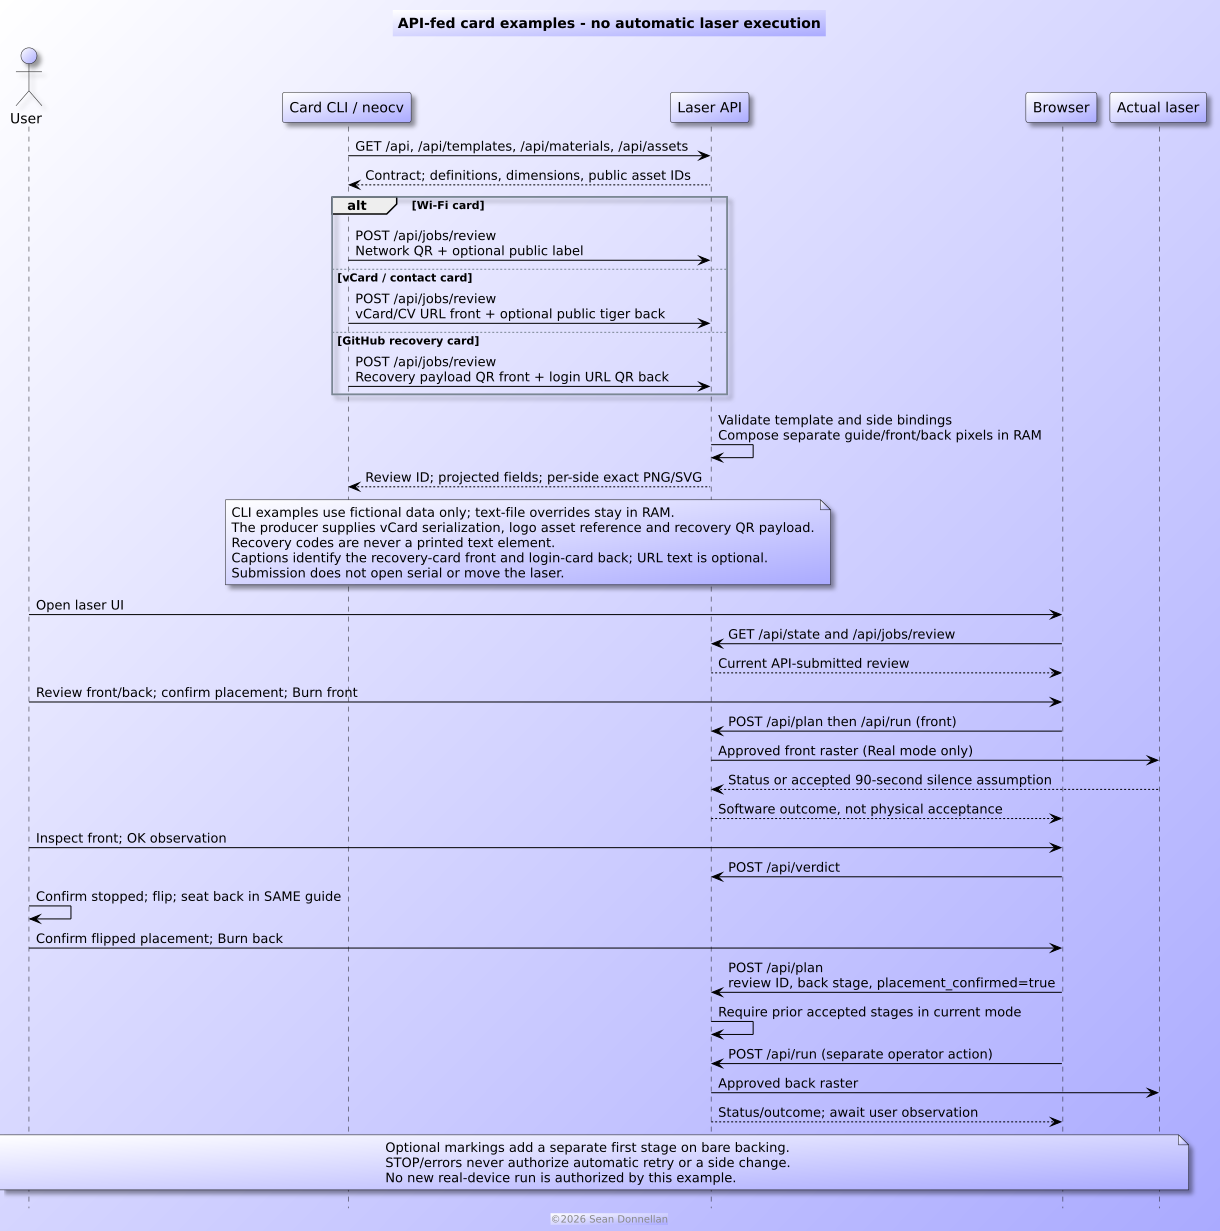 API-fed card examples - no automatic laser execution
User
Card CLI / neocv
Laser API
Browser
Actual laser
GET /api, /api/templates, /api/materials, /api/assets
Contract; definitions, dimensions, public asset IDs
alt
[Wi-Fi card]
POST /api/jobs/review
Network QR + optional public label
[vCard / contact card]
POST /api/jobs/review
vCard/CV URL front + optional public tiger back
[GitHub recovery card]
POST /api/jobs/review
Recovery payload QR front + login URL QR back
Validate template and side bindings
Compose separate guide/front/back pixels in RAM
Review ID; projected fields; per-side exact PNG/SVG
CLI examples use fictional data only; text-file overrides stay in RAM.
The producer supplies vCard serialization, logo asset reference and recovery QR payload.
Recovery codes are never a printed text element.
Captions identify the recovery-card front and login-card back; URL text is optional.
Submission does not open serial or move the laser.
Open laser UI
GET /api/state and /api/jobs/review
Current API-submitted review
Review front/back; confirm placement; Burn front
POST /api/plan then /api/run (front)
Approved front raster (Real mode only)
Status or accepted 90-second silence assumption
Software outcome, not physical acceptance
Inspect front; OK observation
POST /api/verdict
Confirm stopped; flip; seat back in SAME guide
Confirm flipped placement; Burn back
POST /api/plan
review ID, back stage, placement_confirmed=true
Require prior accepted stages in current mode
POST /api/run (separate operator action)
Approved back raster
Status/outcome; await user observation
Optional markings add a separate first stage on bare backing.
STOP/errors never authorize automatic retry or a side change.
No new real-device run is authorized by this example.
©2026 Sean Donnellan